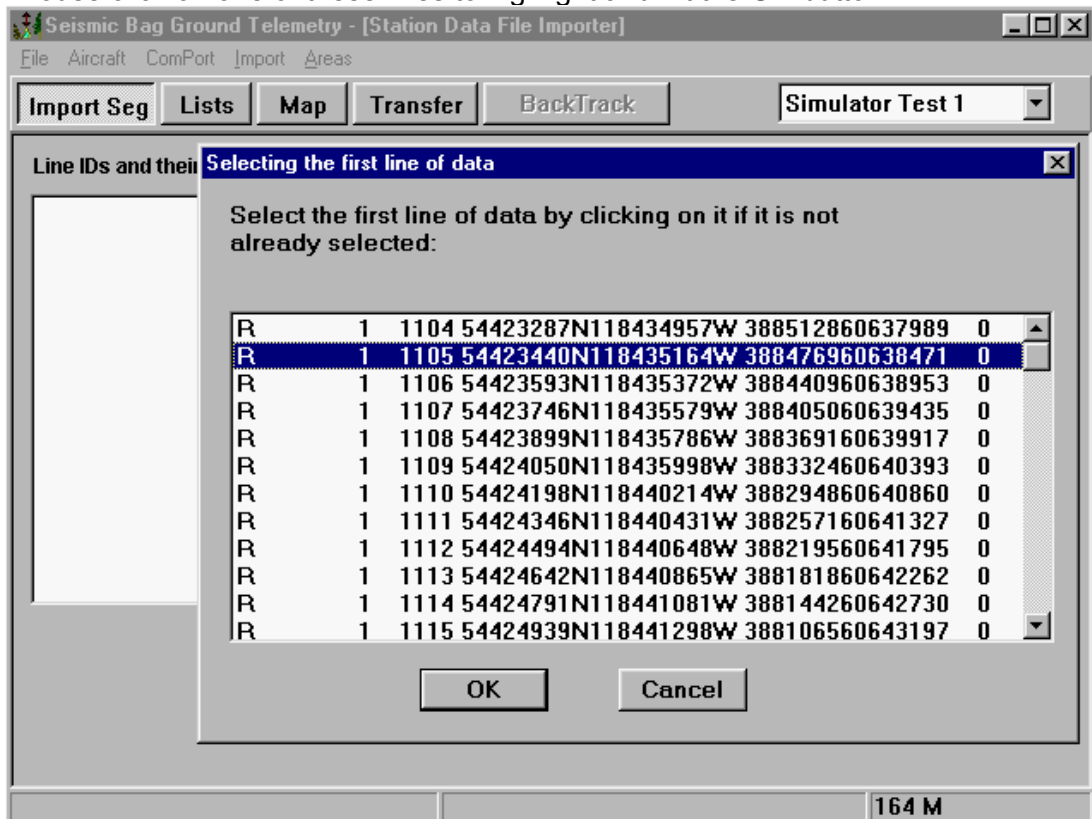 Seismic Bag Ground Telemetry - [Station Data File Importer]
File Aircraft ComPort Import Areas
Import Seg Lists Map Transfer BackTrack Simulator Test 1
Line IDs and their
Selecting the first line of data
Select the first line of data by clicking on it if it is not
already selected:
R 1 1104 54423287N118434957W 388512860637989 0
R 1 1105 54423440N118435164W 388476960638471 0
R 1 1106 54423593N118435372W 388440960638953 0
R 1 1107 54423746N118435579W 388405060639435 0
R 1 1108 54423899N118435786W 388369160639917 0
R 1 1109 54424050N118435998W 388332460640393 0
R 1 1110 54424198N118440214W 388294860640860 0
R 1 1111 54424346N118440431W 388257160641327 0
R 1 1112 54424494N118440648W 388219560641795 0
R 1 1113 54424642N118440865W 388181860642262 0
R 1 1114 54424791N118441081W 388144260642730 0
R 1 1115 54424939N118441298W 388106560643197 0
OK Cancel
164 M